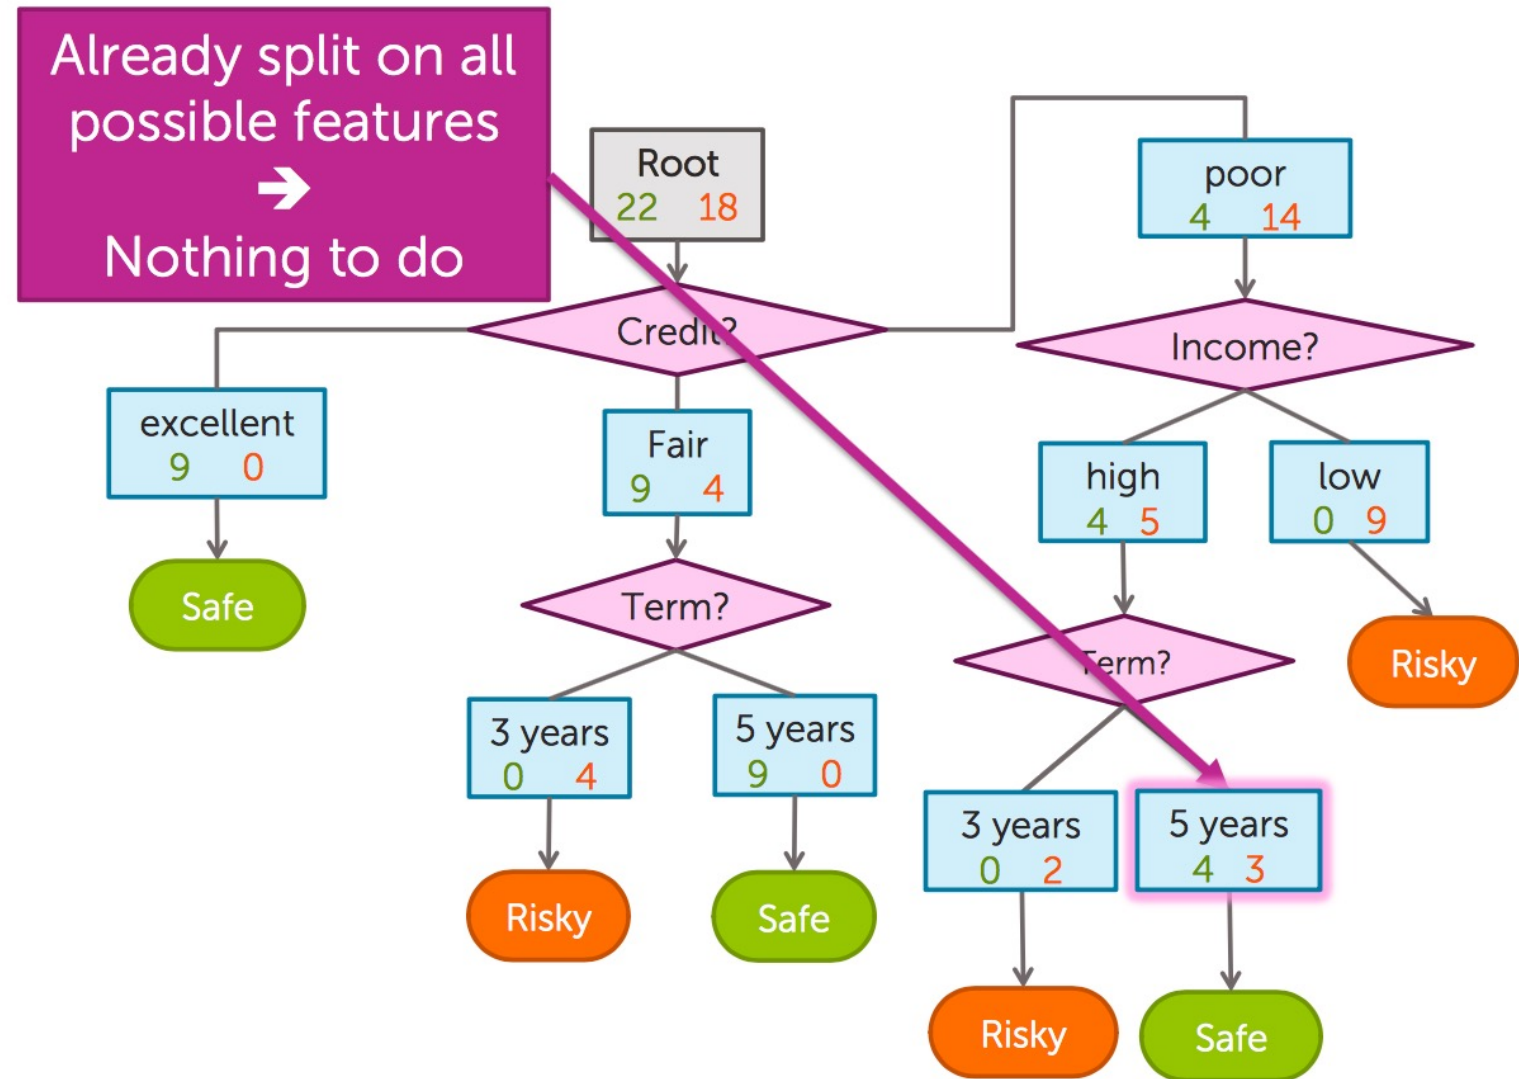 Already split on all
possible features
➔
Nothing to do
Root
22 18
Credit?
excellent
9 0
Safe
Fair
9 4
Term?
3 years
0 4
Risky
5 years
9 0
Safe
poor
4 14
Income?
high
4 5
low
0 9
Risky
Term?
3 years
0 2
Risky
5 years
4 3
Safe